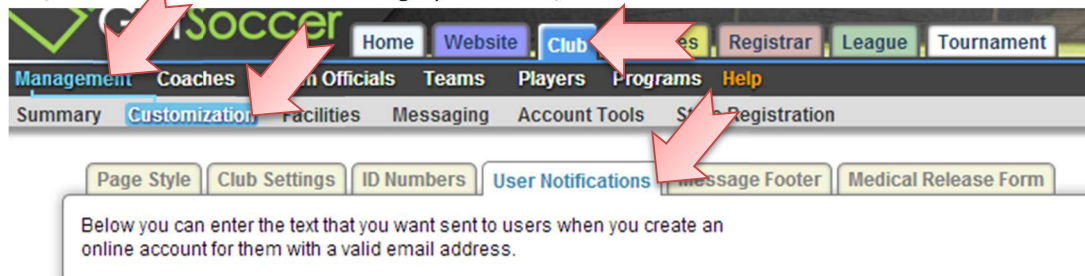 Soccer
Home Website Club Registrar League Tournament
Management Coaches Officials Teams Players Programs Help
Summary Customization Facilities Messaging Account Tools Registration
Page Style Club Settings ID Numbers User Notifications Message Footer Medical Release Form
Below you can enter the text that you want sent to users when you create an
online account for them with a valid email address.